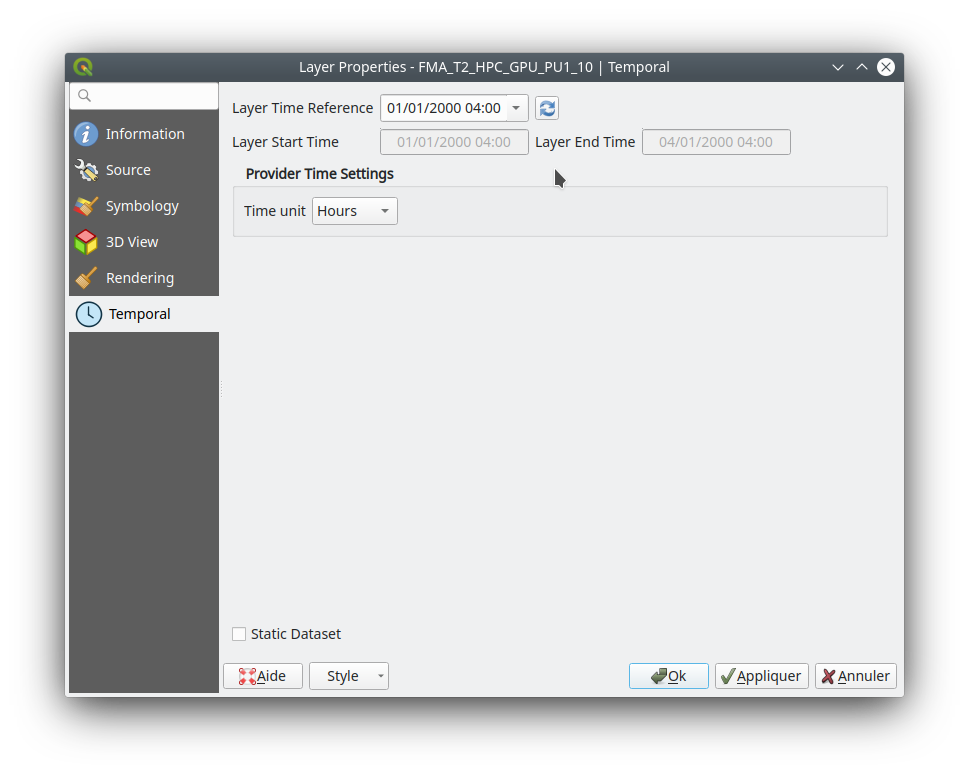 Layer Properties - FMA_T2_HPC_GPU_PU1_10 | Temporal
Information
Source
Symbology
3D View
Rendering
Temporal
Layer Time Reference 01/01/2000 04:00
Layer Start Time 01/01/2000 04:00 Layer End Time 04/01/2000 04:00
Provider Time Settings
Time unit Hours
Static Dataset
Aide Style Ok Appliquer Annuler